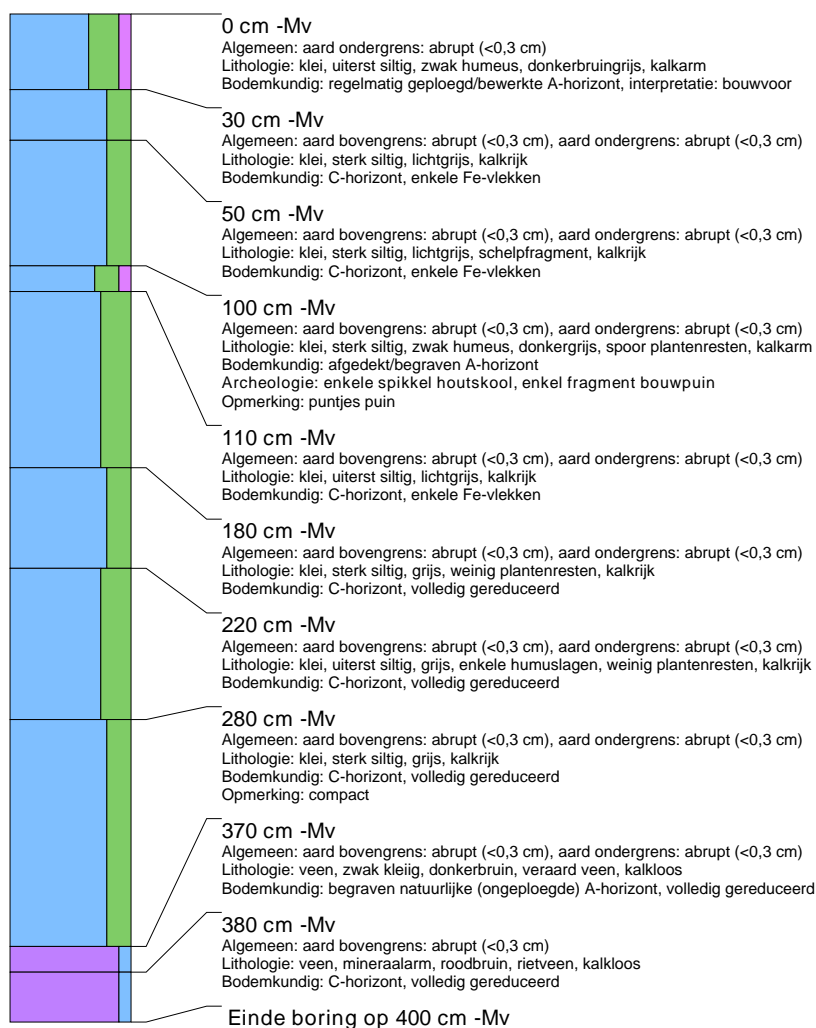 0 cm -Mv
Algemeen: aard ondergrens: abrupt (<0,3 cm)
Lithologie: klei, uiterst siltig, zwak humeus, donkerbruingrijs, kalkarm
Bodemkundig: regelmatig geploegd/bewerkte A-horizont, interpretatie: bouwvoor
30 cm -Mv
Algemeen: aard bovengrens: abrupt (<0,3 cm), aard ondergrens: abrupt (<0,3 cm)
Lithologie: klei, sterk siltig, lichtgrijs, kalkrijk
Bodemkundig: C-horizont, enkele Fe-vlekken
50 cm -Mv
Algemeen: aard bovengrens: abrupt (<0,3 cm), aard ondergrens: abrupt (<0,3 cm)
Lithologie: klei, sterk siltig, lichtgrijs, schelpfragment, kalkrijk
Bodemkundig: C-horizont, enkele Fe-vlekken
100 cm -Mv
Algemeen: aard bovengrens: abrupt (<0,3 cm), aard ondergrens: abrupt (<0,3 cm)
Lithologie: klei, sterk siltig, zwak humeus, donkergrijs, spoor plantenresten, kalkarm
Bodemkundig: afgedekt/begraven A-horizont
Archeologie: enkele spikkel houtskool, enkel fragment bouwpuin
Opmerking: puntjes puin
110 cm -Mv
Algemeen: aard bovengrens: abrupt (<0,3 cm), aard ondergrens: abrupt (<0,3 cm)
Lithologie: klei, uiterst siltig, lichtgrijs, kalkrijk
Bodemkundig: C-horizont, enkele Fe-vlekken
180 cm -Mv
Algemeen: aard bovengrens: abrupt (<0,3 cm), aard ondergrens: abrupt (<0,3 cm)
Lithologie: klei, sterk siltig, grijs, weinig plantenresten, kalkrijk
Bodemkundig: C-horizont, volledig gereduceerd
220 cm -Mv
Algemeen: aard bovengrens: abrupt (<0,3 cm), aard ondergrens: abrupt (<0,3 cm)
Lithologie: klei, uiterst siltig, grijs, enkele humuslagen, weinig plantenresten, kalkrijk
Bodemkundig: C-horizont, volledig gereduceerd
280 cm -Mv
Algemeen: aard bovengrens: abrupt (<0,3 cm), aard ondergrens: abrupt (<0,3 cm)
Lithologie: klei, sterk siltig, grijs, kalkrijk
Bodemkundig: C-horizont, volledig gereduceerd
Opmerking: compact
370 cm -Mv
Algemeen: aard bovengrens: abrupt (<0,3 cm), aard ondergrens: abrupt (<0,3 cm)
Lithologie: veen, zwak kleiig, donkerbruin, veraard veen, kalkloos
Bodemkundig: begraven natuurlijke (ongeploegde) A-horizont, volledig gereduceerd
380 cm -Mv
Algemeen: aard bovengrens: abrupt (<0,3 cm)
Lithologie: veen, mineraalarm, roodbruin, rietveen, kalkloos
Bodemkundig: C-horizont, volledig gereduceerd
Einde boring op 400 cm -Mv